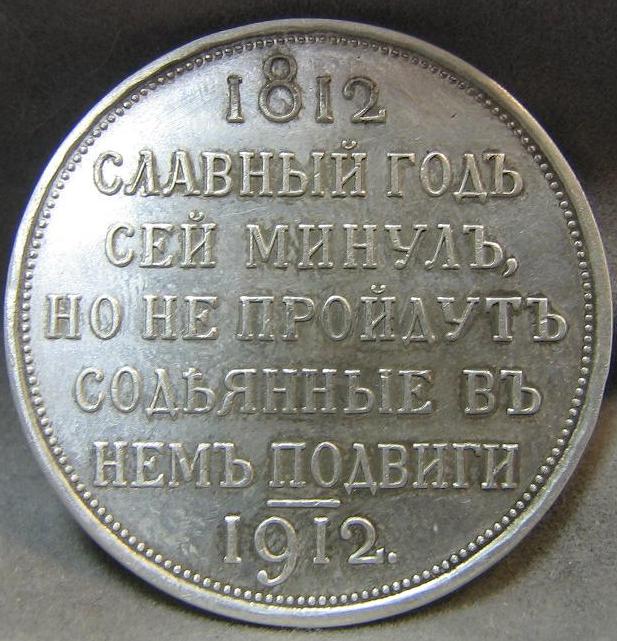 1812
СЛАВНЫЙ ГОДЪ
СЕЙ МИНУЛЪ,
НО НЕ ПРОЙДУТЪ
СОДѢЯННЫЕ ВЪ
НЕМЪ ПОДВИГИ
1912.